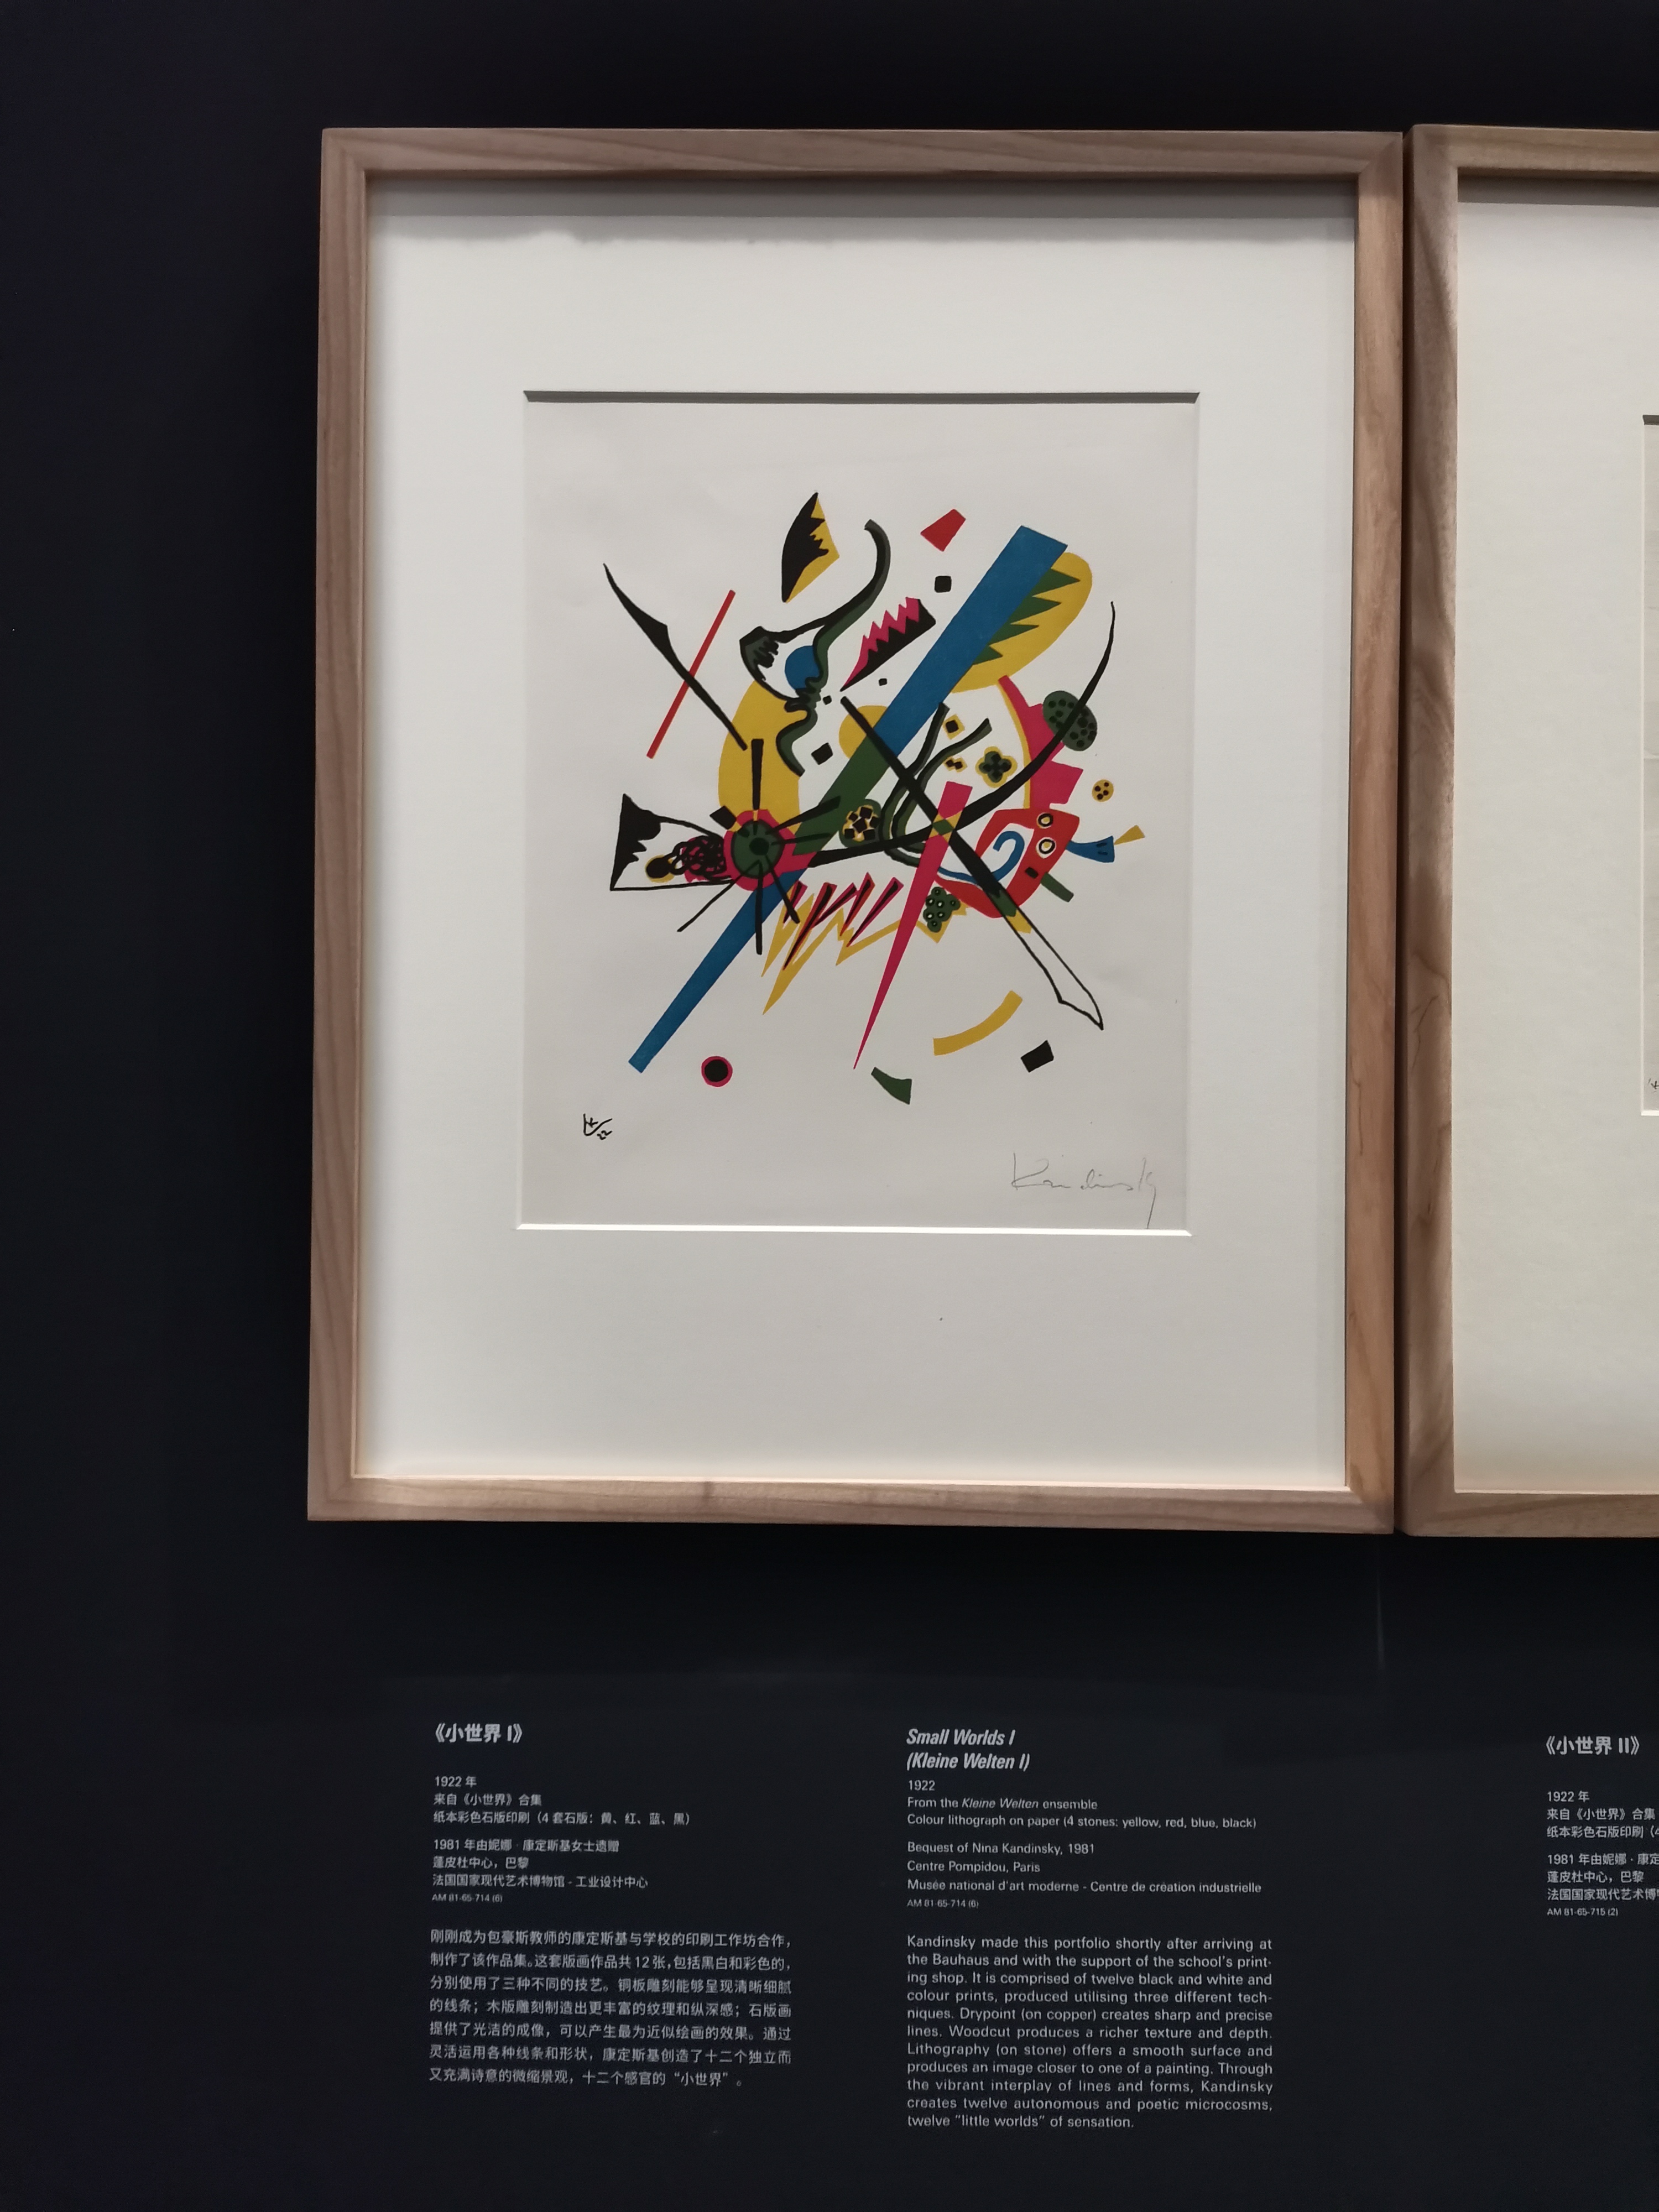 22
Kandinsky
《小世界 I》
1922 年
来自《小世界》合集
纸本彩色石版印刷（4 套石版：黄、红、蓝、黑）
1981 年由妮娜 · 康定斯基女士遗赠
蓬皮杜中心，巴黎
法国国家现代艺术博物馆 - 工业设计中心
AM 81-65-714 (6)
刚刚成为包豪斯教师的康定斯基与学校的印刷工作坊合作，
制作了该作品集。这套版画作品共 12 张，包括黑白和彩色的，
分别使用了三种不同的技艺。铜板雕刻能够呈现清晰细腻
的线条；木版雕刻制造出更丰富的纹理和纵深感；石版画
提供了光洁的成像，可以产生最为近似绘画的效果。通过
灵活运用各种线条和形状，康定斯基创造了十二个独立而
又充满诗意的微缩景观，十二个感官的“小世界”。
Small Worlds I
(Kleine Welten I)
1922
From the Kleine Welten ensemble
Colour lithograph on paper (4 stones: yellow, red, blue, black)
Bequest of Nina Kandinsky, 1981
Centre Pompidou, Paris
Musée national d'art moderne - Centre de création industrielle
AM 81-65-714 (6)
Kandinsky made this portfolio shortly after arriving at
the Bauhaus and with the support of the school's print-
ing shop. It is comprised of twelve black and white and
colour prints, produced utilising three different tech-
niques. Drypoint (on copper) creates sharp and precise
lines. Woodcut produces a richer texture and depth.
Lithography (on stone) offers a smooth surface and
produces an image closer to one of a painting. Through
the vibrant interplay of lines and forms, Kandinsky
creates twelve autonomous and poetic microcosms,
twelve "little worlds" of sensation.
《小世界 II》
1922 年
来自《小世界》合集
纸本彩色石版印刷（4
1981 年由妮娜 · 康定
蓬皮杜中心，巴黎
法国国家现代艺术博
AM 81-65-715 (2)